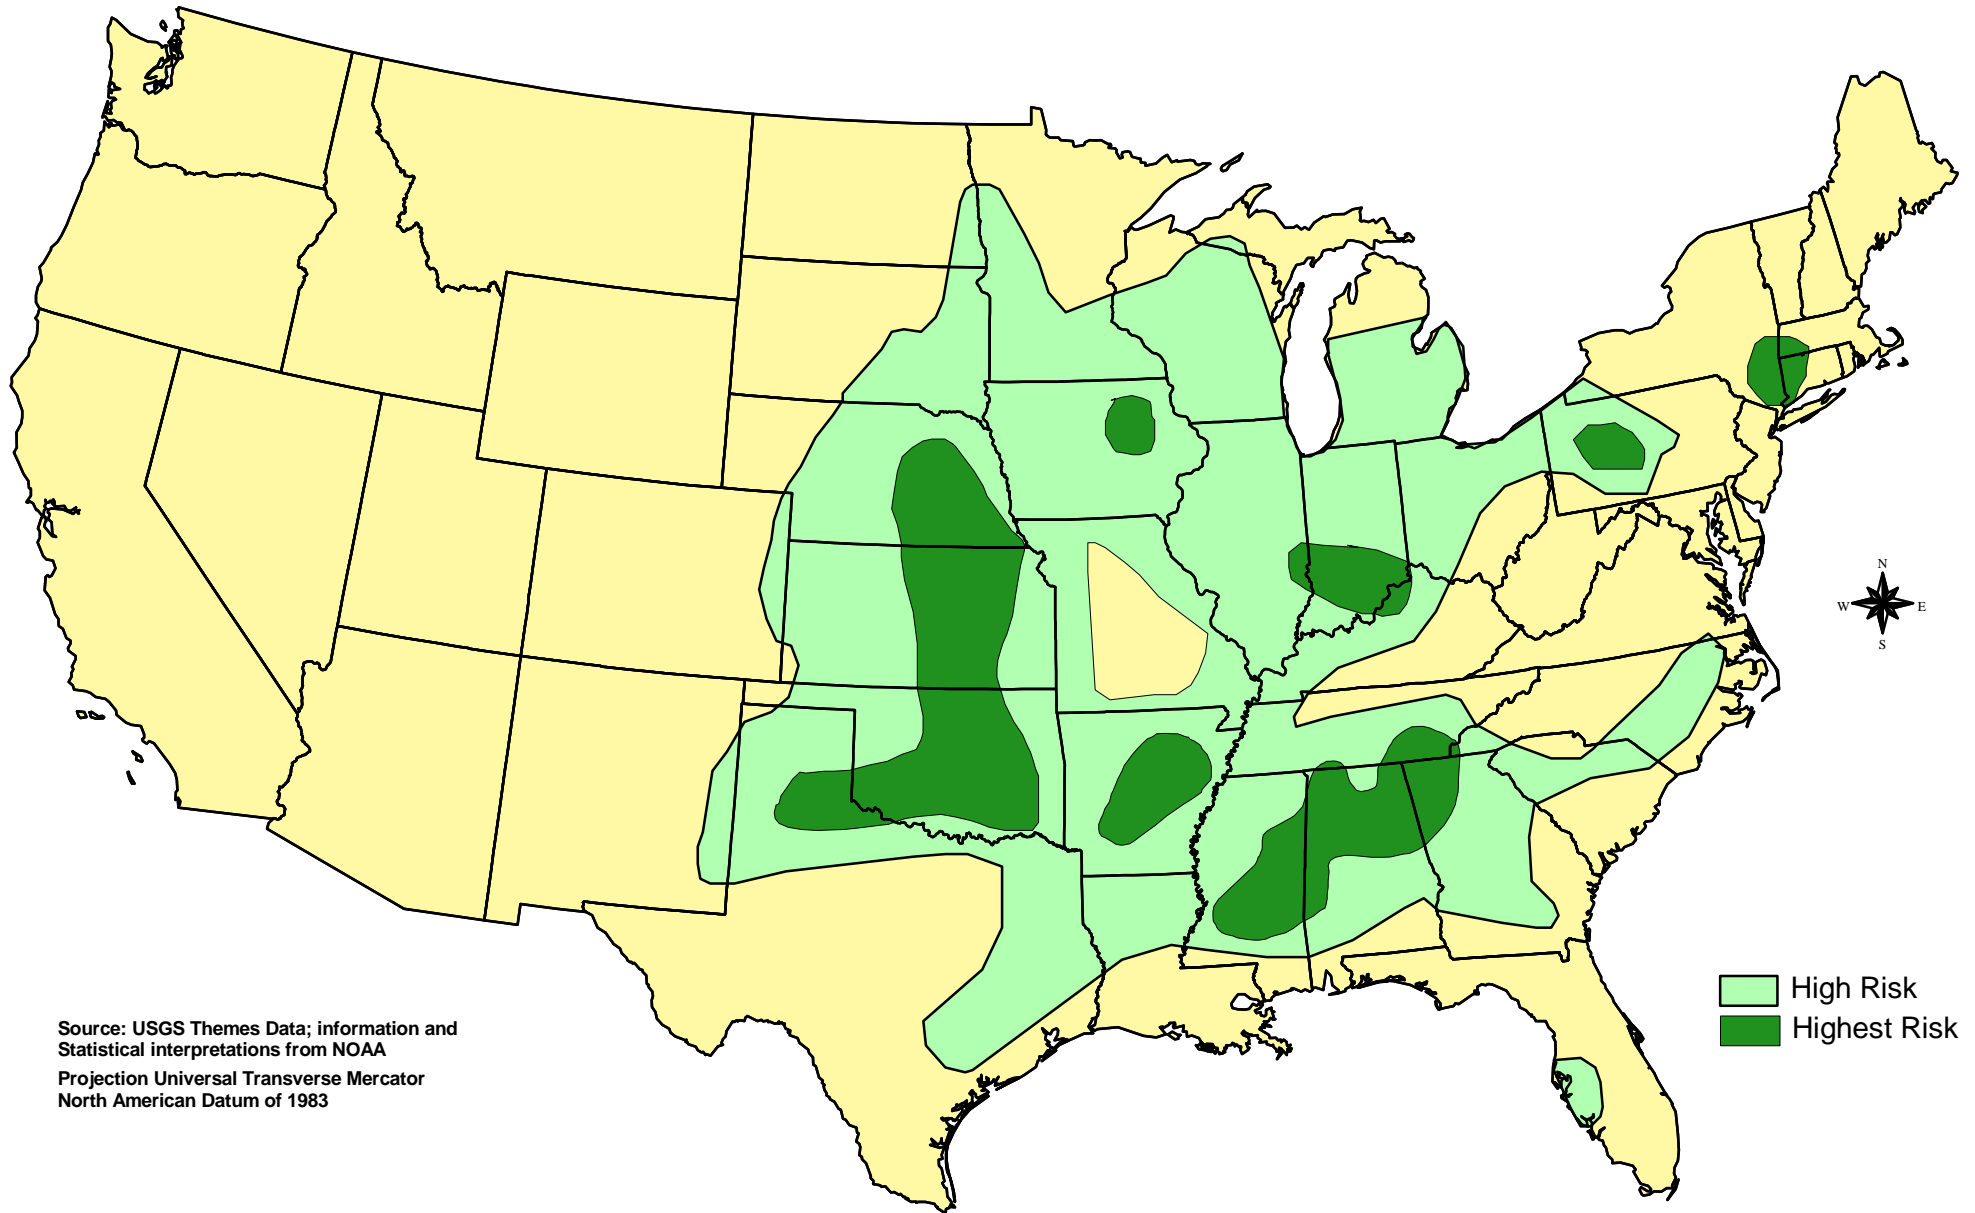 N
W
E
S
High Risk
Highest Risk
Source: USGS Themes Data; information and
Statistical interpretations from NOAA
Projection Universal Transverse Mercator
North American Datum of 1983